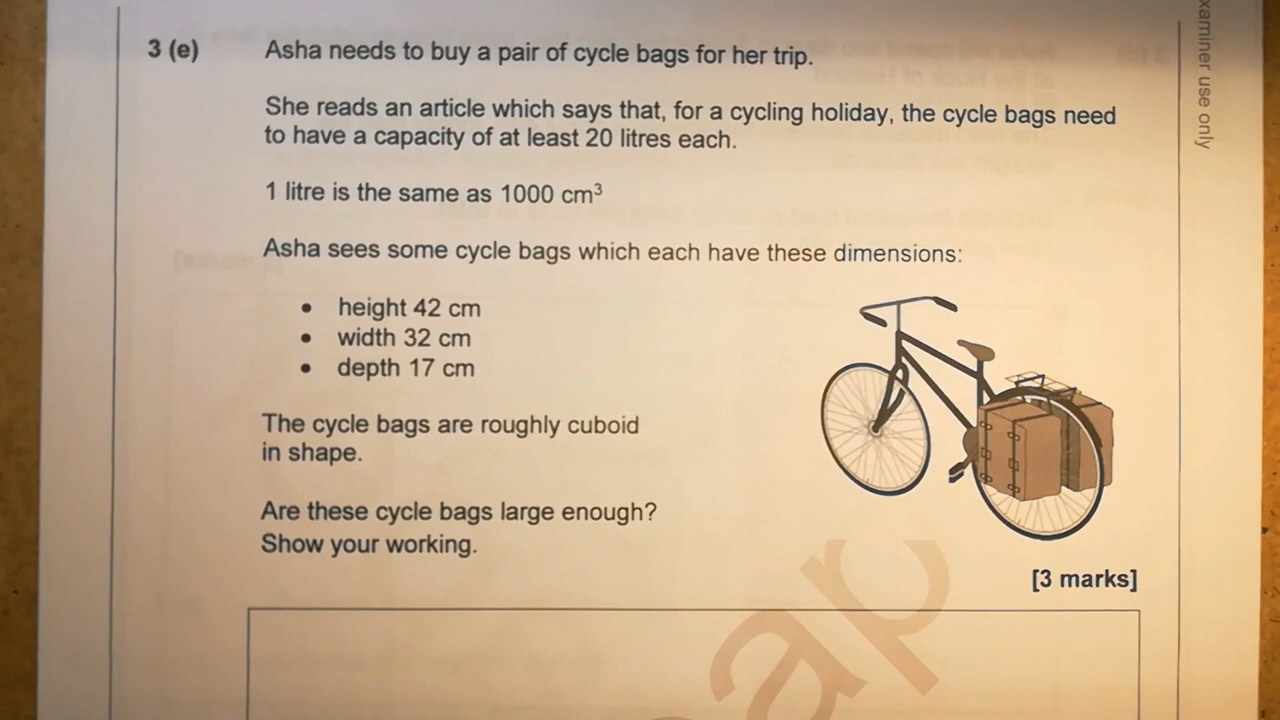 3 (e) Asha needs to buy a pair of cycle bags for her trip.
She reads an article which says that, for a cycling holiday, the cycle bags need
to have a capacity of at least 20 litres each.
1 litre is the same as 1000 cm³
Asha sees some cycle bags which each have these dimensions:
• height 42 cm
• width 32 cm
• depth 17 cm
The cycle bags are roughly cuboid
in shape.
Are these cycle bags large enough?
Show your working.
[3 marks]
xaminer use only
ap